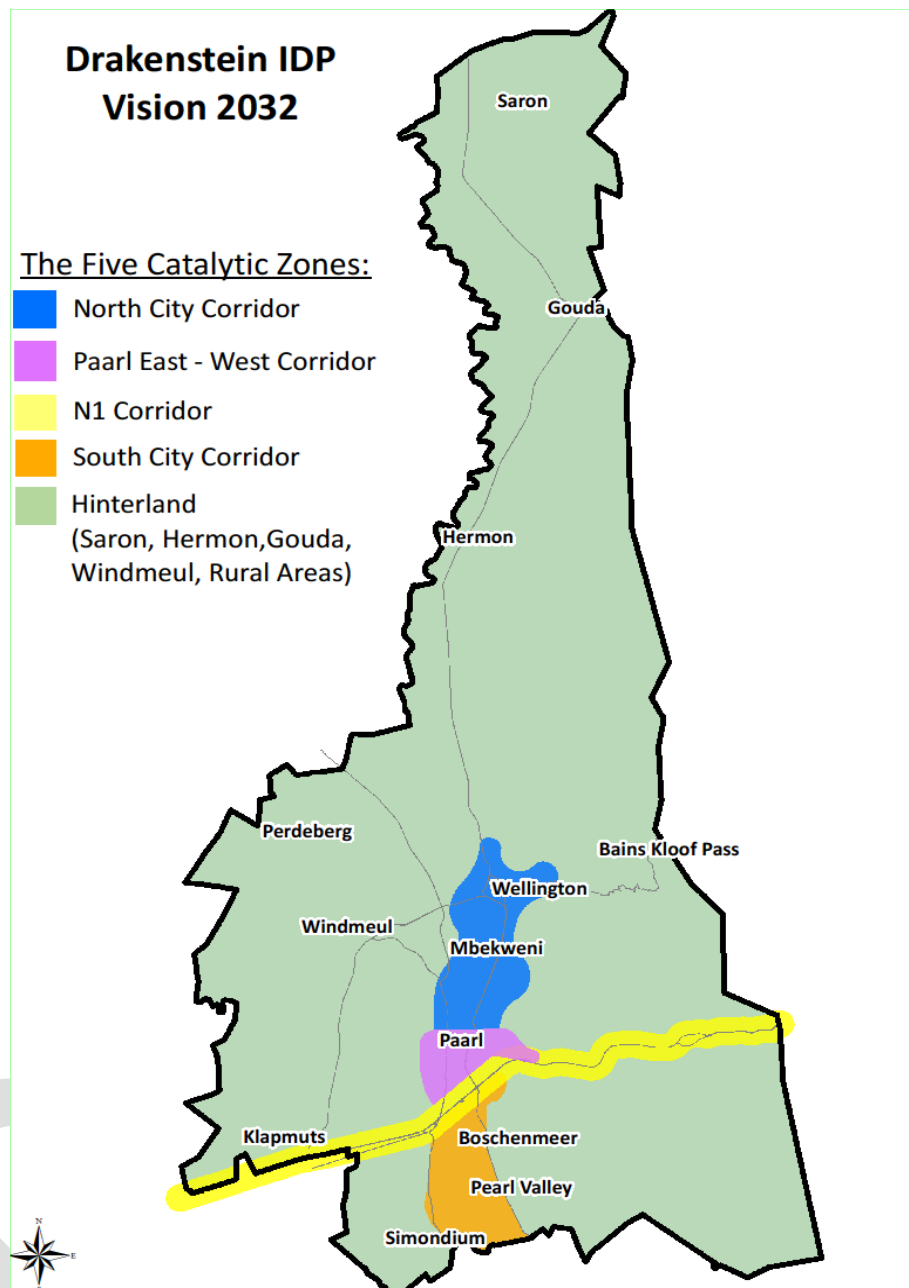 Drakenstein IDP
Vision 2032
The Five Catalytic Zones:
North City Corridor
Paarl East - West Corridor
N1 Corridor
South City Corridor
Hinterland
(Saron, Hermon,Gouda,
Windmeul, Rural Areas)
Saron
Gouda
Hermon
Perdeberg
Bains Kloof Pass
Wellington
Windmeul
Mbekweni
Paarl
Klapmuts
Boschenmeer
Pearl Valley
Simondium
N
E